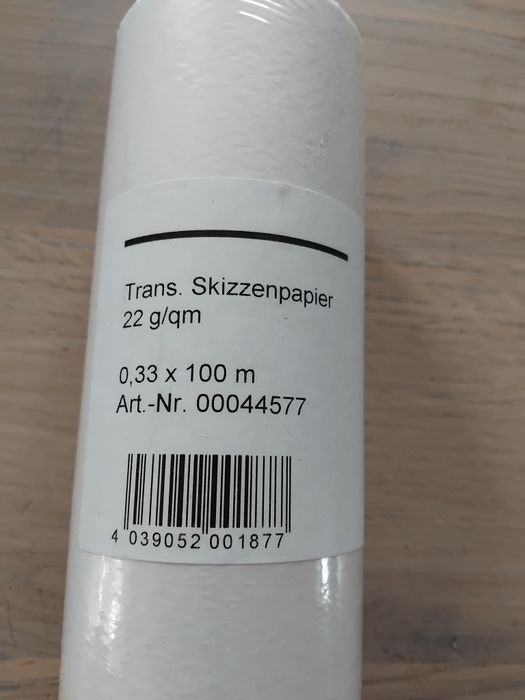 Trans. Skizzenpapier
22 g/qm
0,33 x 100 m
Art.-Nr. 00044577
4 039052 001877